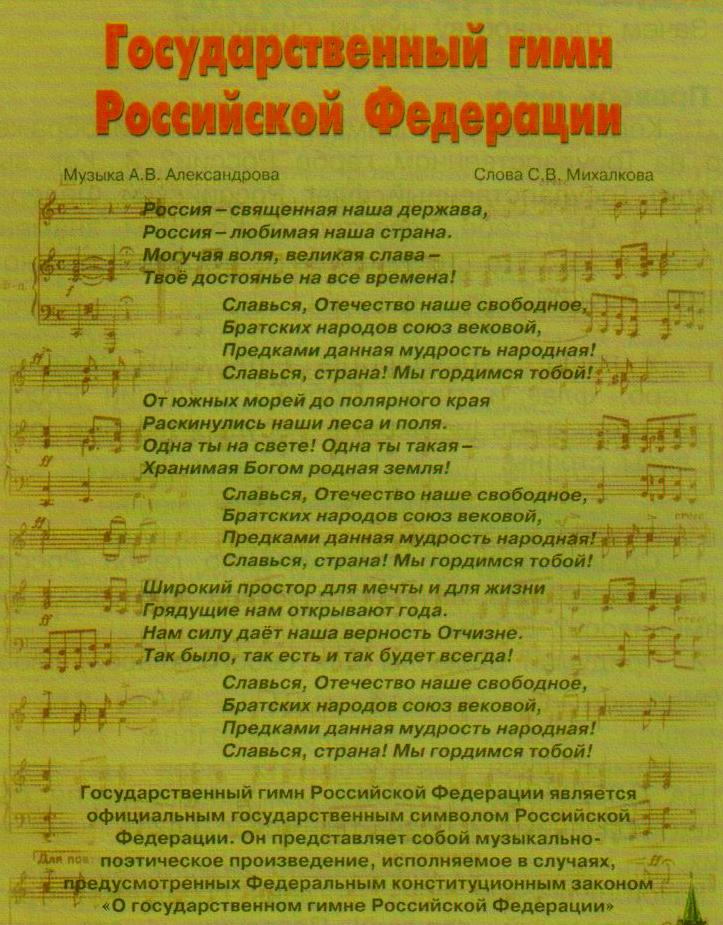 Государственный гимн
Российской Федерации
Музыка А.В. Александрова Слова С.В. Михалкова
Россия – священная наша держава,
Россия – любимая наша страна.
Могучая воля, великая слава –
Твоё достоянье на все времена!
Славься, Отечество наше свободное,
Братских народов союз вековой,
Предками данная мудрость народная!
Славься, страна! Мы гордимся тобой!
От южных морей до полярного края
Раскинулись наши леса и поля.
Одна ты на свете! Одна ты такая –
Хранимая Богом родная земля!
Славься, Отечество наше свободное,
Братских народов союз вековой,
Предками данная мудрость народная!
Славься, страна! Мы гордимся тобой!
Широкий простор для мечты и для жизни
Грядущие нам открывают года.
Нам силу даёт наша верность Отчизне.
Так было, так есть и так будет всегда!
Славься, Отечество наше свободное,
Братских народов союз вековой,
Предками данная мудрость народная!
Славься, страна! Мы гордимся тобой!
Государственный гимн Российской Федерации является
официальным государственным символом Российской
Федерации. Он представляет собой музыкально-
поэтическое произведение, исполняемое в случаях,
предусмотренных Федеральным конституционным законом
«О государственном гимне Российской Федерации»